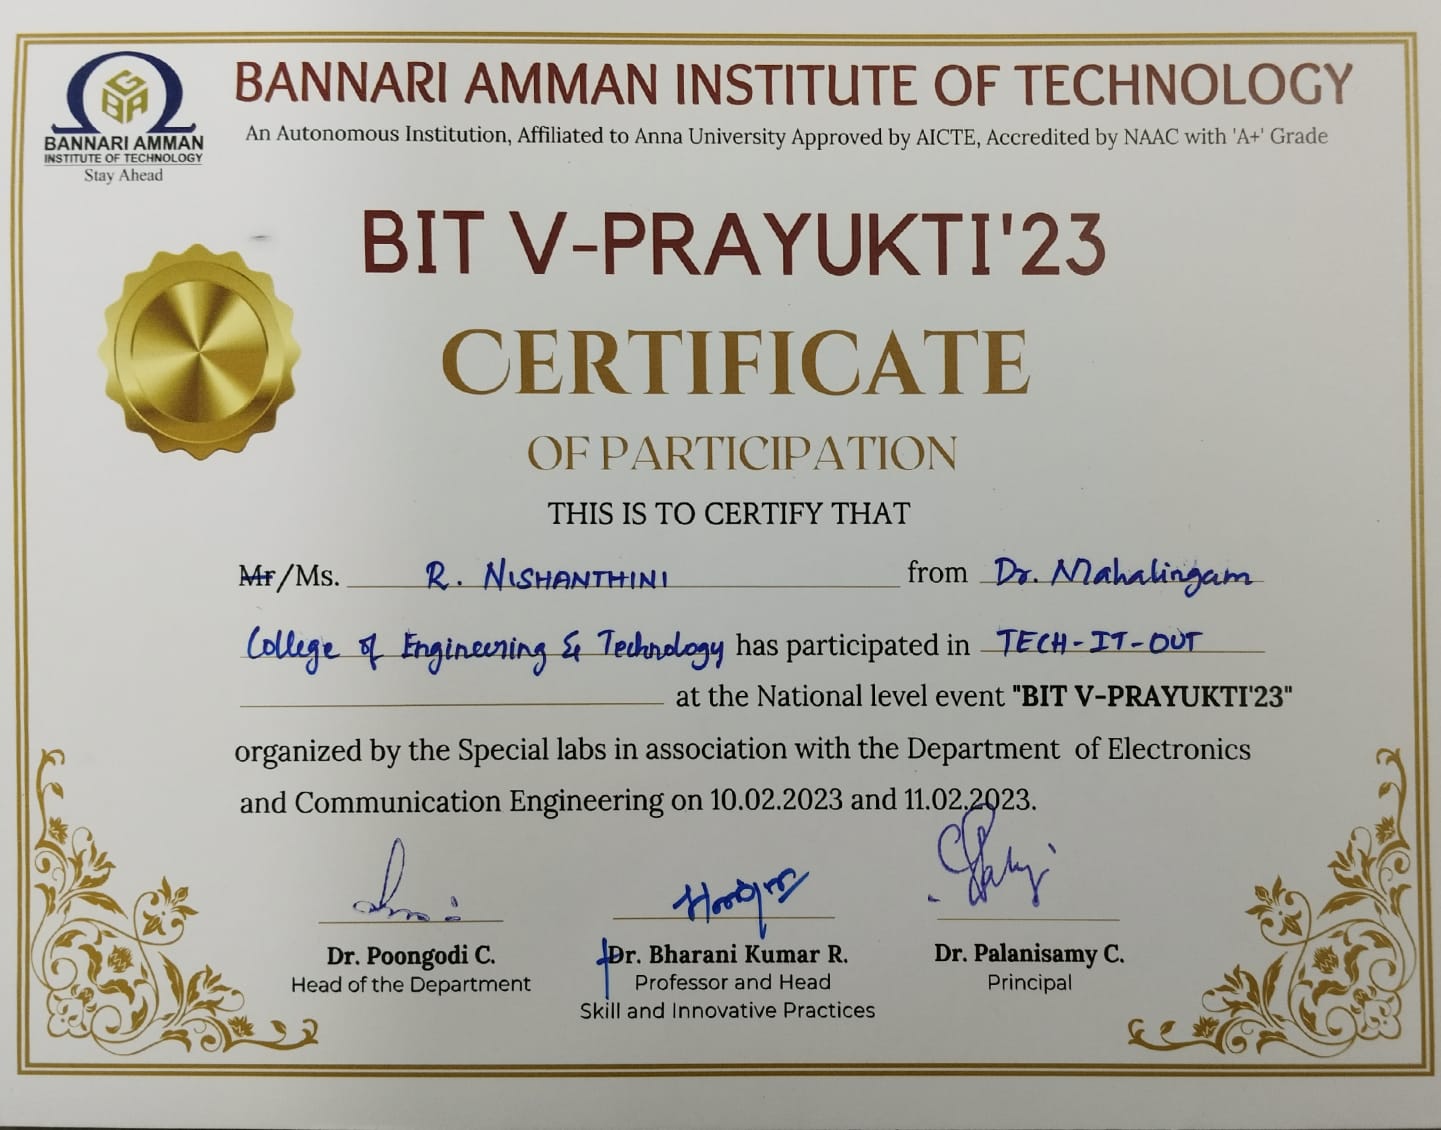 BANNARI AMMAN INSTITUTE OF TECHNOLOGY
An Autonomous Institution, Affiliated to Anna University Approved by AICTE, Accredited by NAAC with 'A+' Grade
BANNARI AMMAN
INSTITUTE OF TECHNOLOGY
Stay Ahead
BIT V-PRAYUKTI'23
CERTIFICATE
OF PARTICIPATION
THIS IS TO CERTIFY THAT
Mr/Ms. R. NISHANTHINI from Dr. Mahalingam
College of Engineering & Technology has participated in TECH-IT-OUT
at the National level event "BIT V-PRAYUKTI'23"
organized by the Special labs in association with the Department of Electronics
and Communication Engineering on 10.02.2023 and 11.02.2023.
Dr. Poongodi C.
Head of the Department
Dr. Bharani Kumar R.
Professor and Head
Skill and Innovative Practices
Dr. Palanisamy C.
Principal